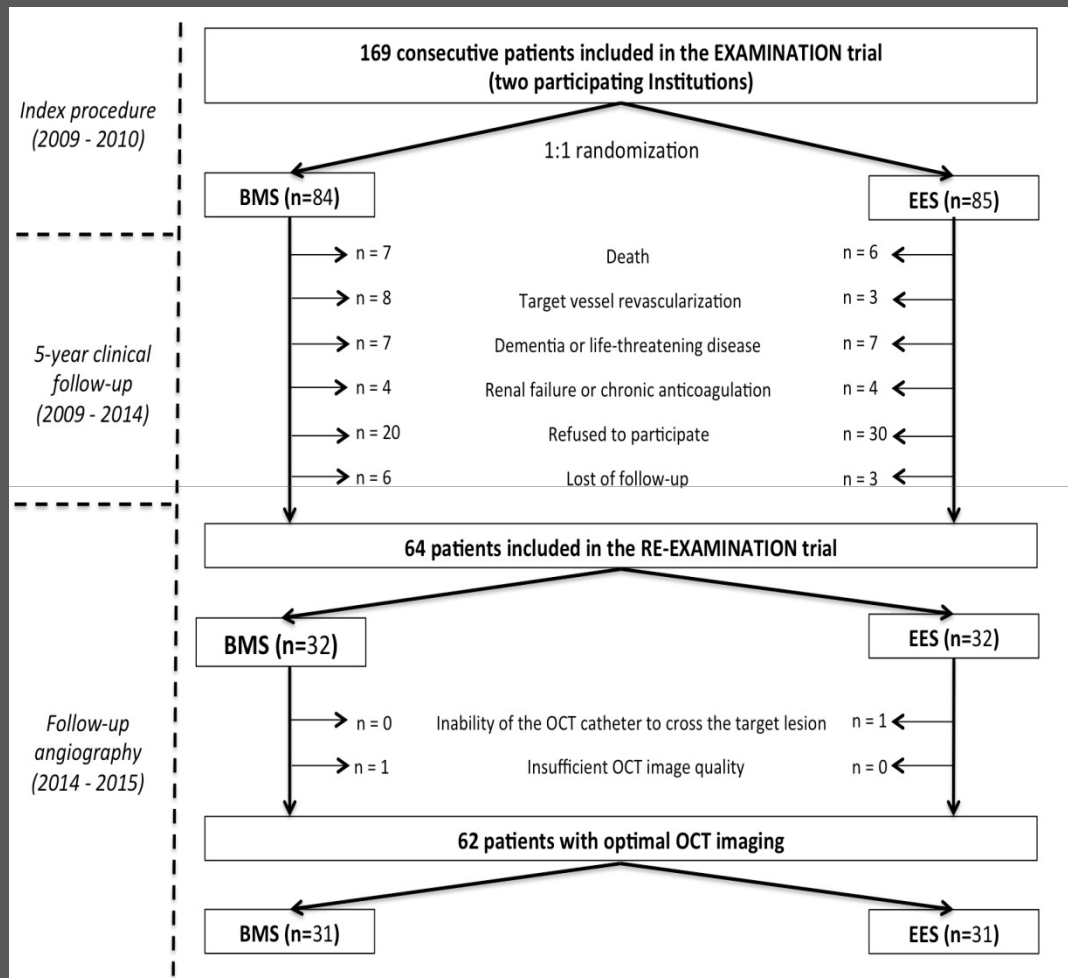 169 consecutive patients included in the EXAMINATION trial
(two participating Institutions)
Index procedure
(2009 - 2010)
1:1 randomization
BMS (n=84)
EES (n=85)
n = 7 Death n = 6
n = 8 Target vessel revascularization n = 3
n = 7 Dementia or life-threatening disease n = 7
5-year clinical
follow-up
(2009 - 2014)
n = 4 Renal failure or chronic anticoagulation n = 4
n = 20 Refused to participate n = 30
n = 6 Lost of follow-up n = 3
64 patients included in the RE-EXAMINATION trial
BMS (n=32)
EES (n=32)
Follow-up
angiography
(2014 - 2015)
n = 0 Inability of the OCT catheter to cross the target lesion n = 1
n = 1 Insufficient OCT image quality n = 0
62 patients with optimal OCT imaging
BMS (n=31)
EES (n=31)